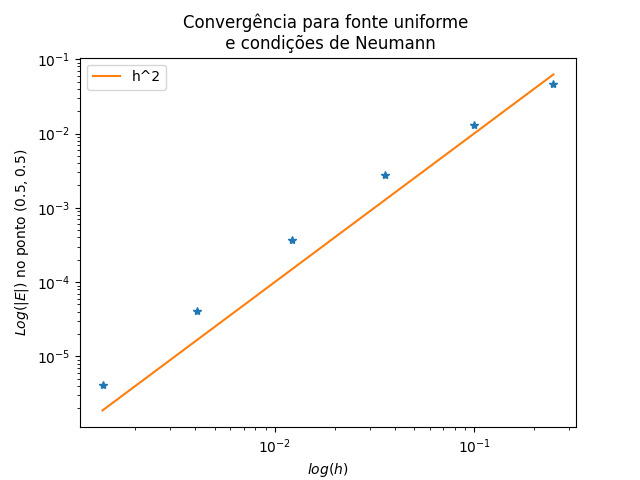 Convergência para fonte uniforme
e condições de Neumann
h^2
10^-1
10^-2
10^-3
10^-4
10^-5
Log(|E|) no ponto (0.5, 0.5)
10^-2
10^-1
log(h)